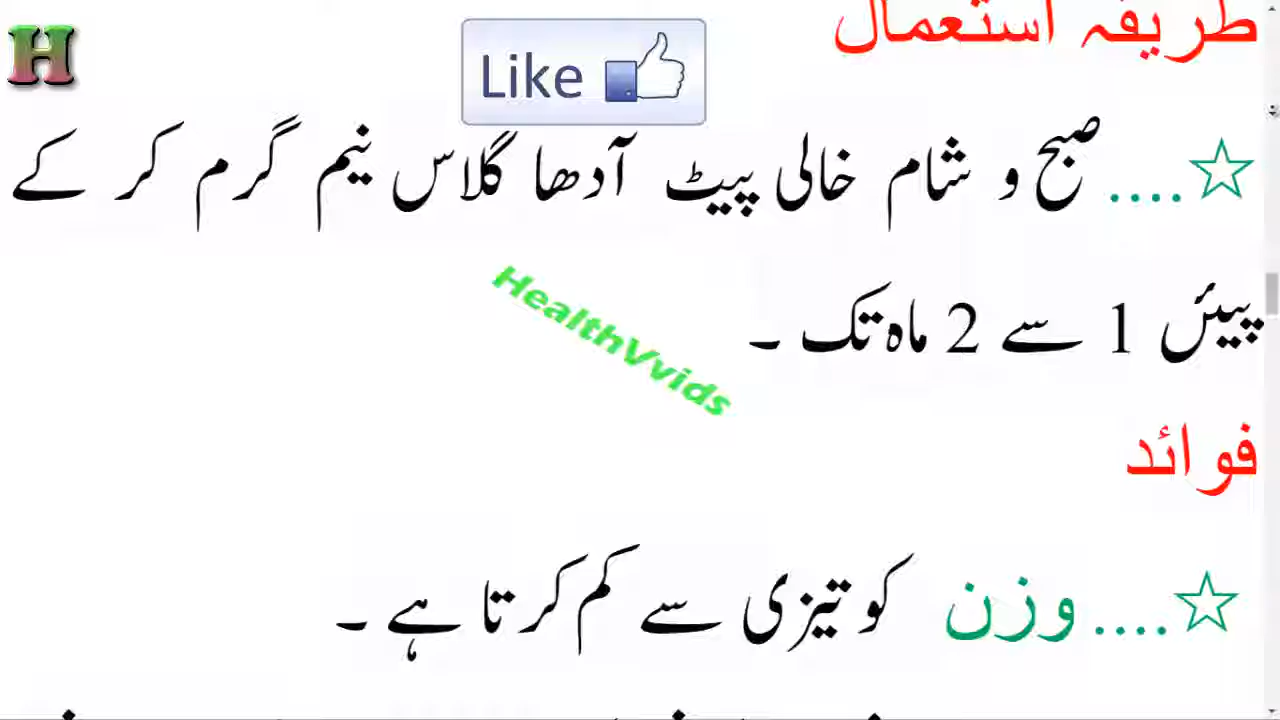 طریقہ استعمال
H
Like
☆.... صبح و شام خالی پیٹ آدھا گلاس نیم گرم کر کے
پیئں 1 سے 2 ماہ تک ۔
HealthVvids
فوائد
☆.... وزن کو تیزی سے کم کرتا ہے ۔